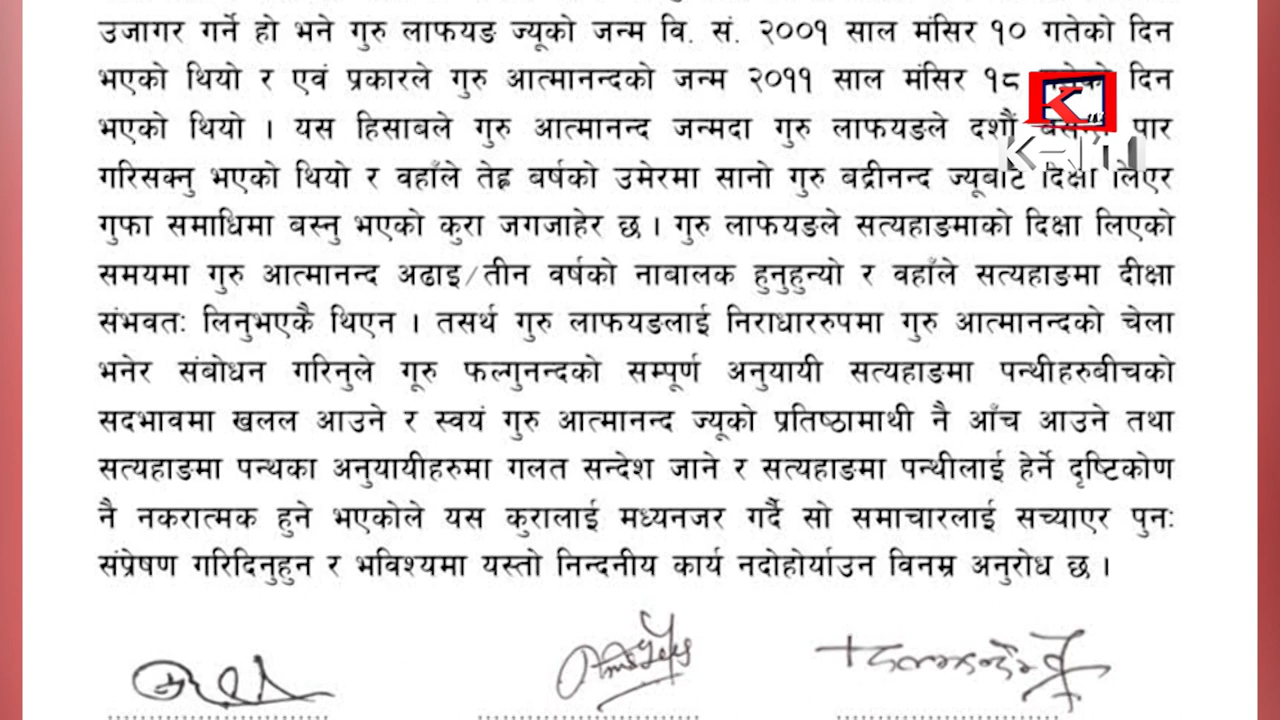 उजागर गर्ने हो भने गुरु लाफयङ ज्यूको जन्म वि. सं. २००१ साल मंसिर १० गतेको दिन
भएको थियो र एवं प्रकारले गुरु आत्मानन्दको जन्म २०११ साल मंसिर १८ गतेको दिन
भएको थियो । यस हिसाबले गुरु आत्मानन्द जन्मदा गुरु लाफयङले दशौं पार
गरिसक्नु भएको थियो र वहाँले तेह्र बर्षको उमेरमा सानो गुरु बद्रीनन्द ज्यूबाट दिक्षा लिएर
गुफा समाधिमा बस्नु भएको कुरा जगजाहेर छ । गुरु लाफयङले सत्यहाङमाको दिक्षा लिएको
समयमा गुरु आत्मानन्द अढाइ/तीन वर्षको नाबालक हुनुहुन्यो र वहाँले सत्यहाङमा दीक्षा
संभवतः लिनुभएकै थिएन । तसर्थ गुरु लाफयङलाई निराधाररुपमा गुरु आत्मानन्दको चेला
भनेर संबोधन गरिनुले गूरु फल्गुनन्दको सम्पूर्ण अनुयायी सत्यहाङमा पन्थीहरुबीचको
सदभावमा खलल आउने र स्वयं गुरु आत्मानन्द ज्यूको प्रतिष्ठामाथी नै आँच आउने तथा
सत्यहाङमा पन्थका अनुयायीहरुमा गलत सन्देश जाने र सत्यहाङमा पन्थीलाई हेर्ने दृष्टिकोण
नै नकरात्मक हुने भएकोले यस कुरालाई मध्यनजर गर्दै सो समाचारलाई सच्याएर पुनः
संप्रेषण गरिदिनुहुन र भविश्यमा यस्तो निन्दनीय कार्य नदोहोर्याउन विनम्र अनुरोध छ ।